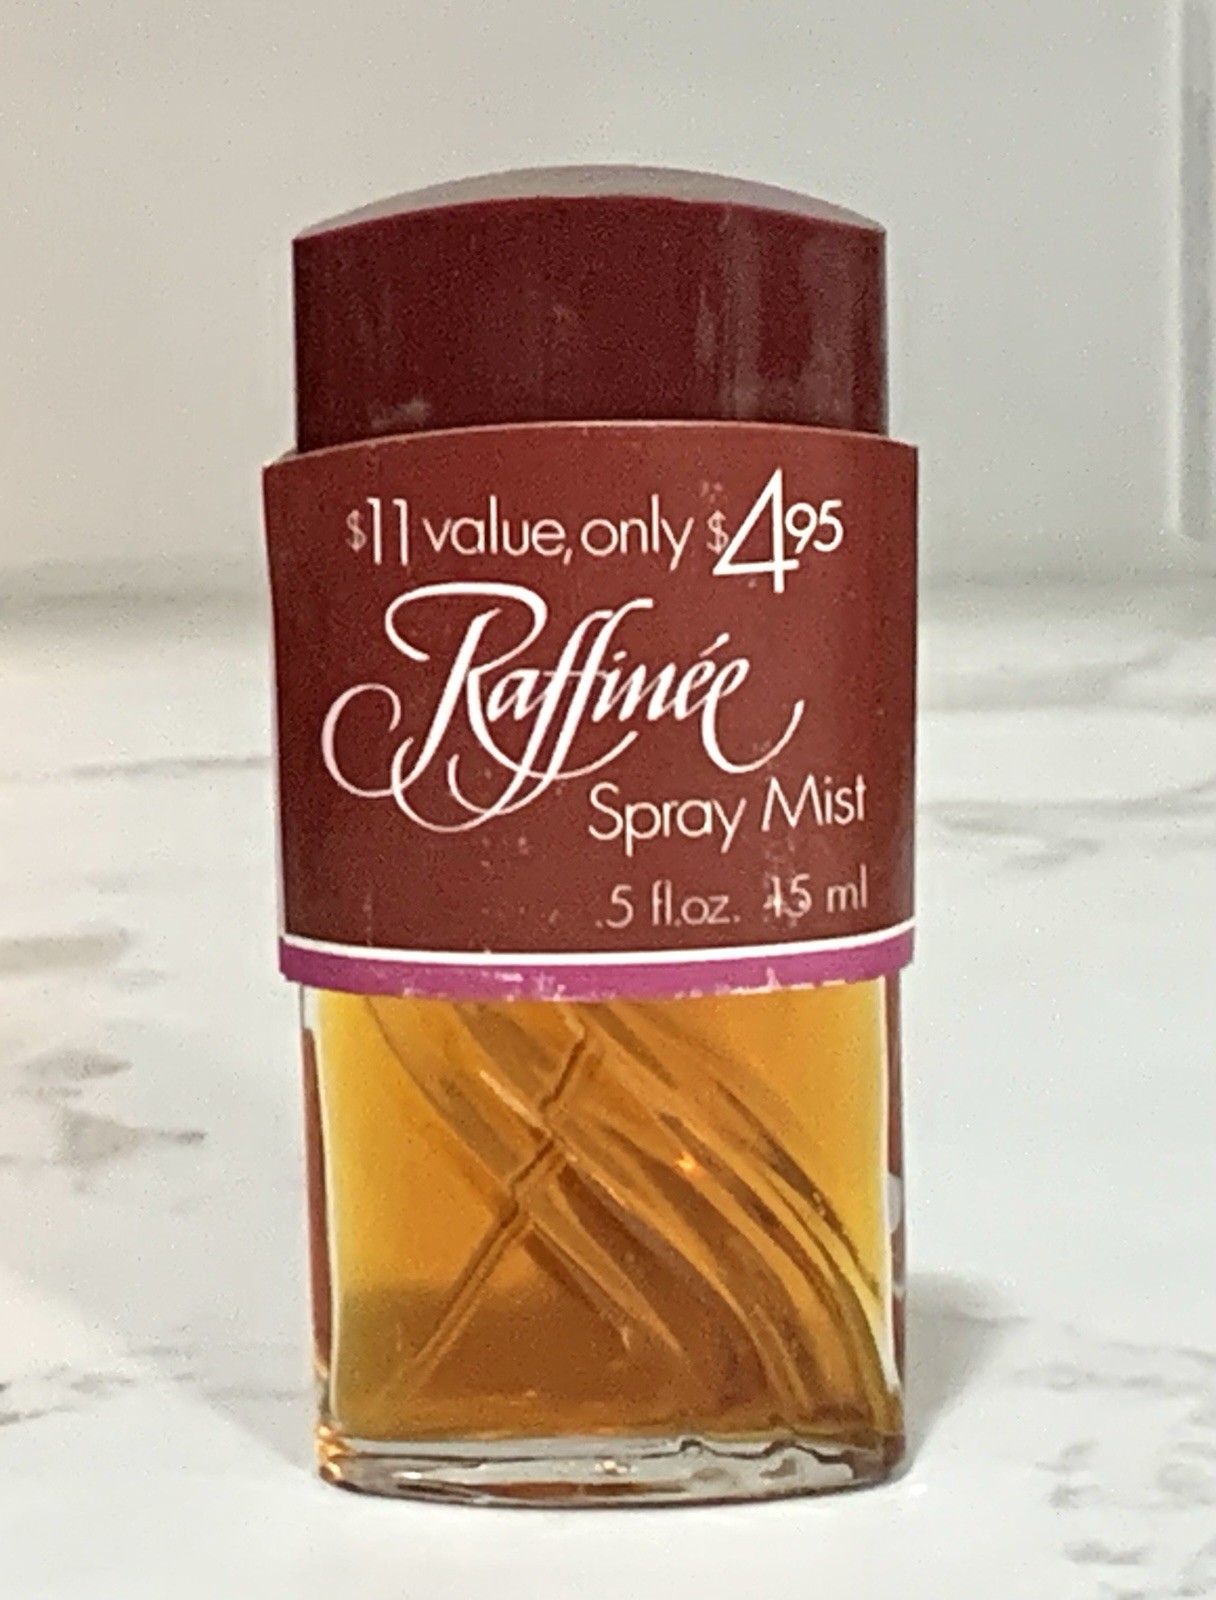 $11 value, only $4.95
Raffinée
Spray Mist
.5 fl.oz. 15 ml